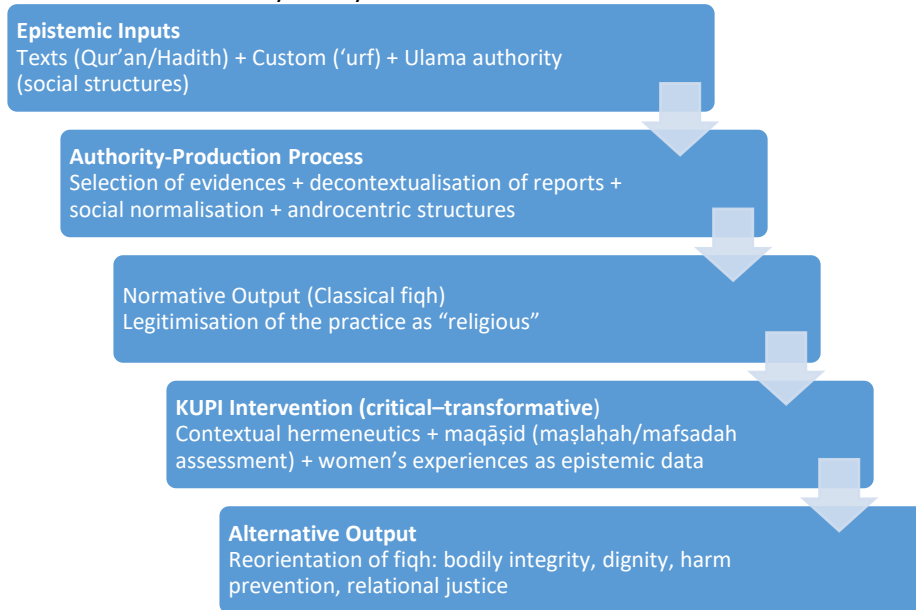 Epistemic Inputs
Texts (Qur’an/Hadith) + Custom (‘urf) + Ulama authority
(social structures)
Authority-Production Process
Selection of evidences + decontextualisation of reports +
social normalisation + androcentric structures
Normative Output (Classical fiqh)
Legitimisation of the practice as “religious”
KUPI Intervention (critical–transformative)
Contextual hermeneutics + maqāṣid (maṣlaḥah/mafsadah
assessment) + women’s experiences as epistemic data
Alternative Output
Reorientation of fiqh: bodily integrity, dignity, harm
prevention, relational justice